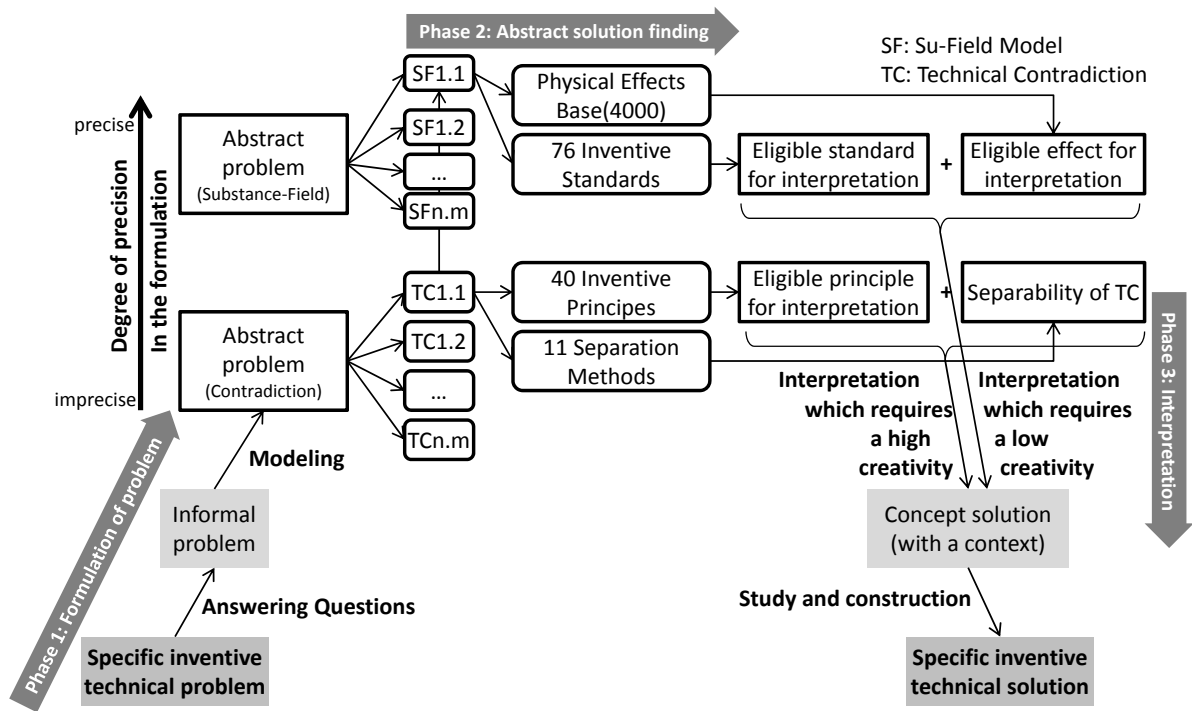 Phase 2: Abstract solution finding
SF: Su-Field Model
TC: Technical Contradiction
precise
Degree of precision
In the formulation
imprecise
Abstract
problem
(Substance-Field)
SF1.1
SF1.2
...
SFn.m
Physical Effects
Base(4000)
76 Inventive
Standards
Eligible standard
for interpretation
+
Eligible effect for
interpretation
Abstract
problem
(Contradiction)
TC1.1
TC1.2
...
TCn.m
40 Inventive
Principes
11 Separation
Methods
Eligible principle
for interpretation
+
Separability of TC
Phase 3: Interpretation
Interpretation
which requires
a high
creativity
Interpretation
which requires
a low
creativity
Phase 1: Formulation of problem
Modeling
Informal
problem
Answering Questions
Specific inventive
technical problem
Concept solution
(with a context)
Study and construction
Specific inventive
technical solution